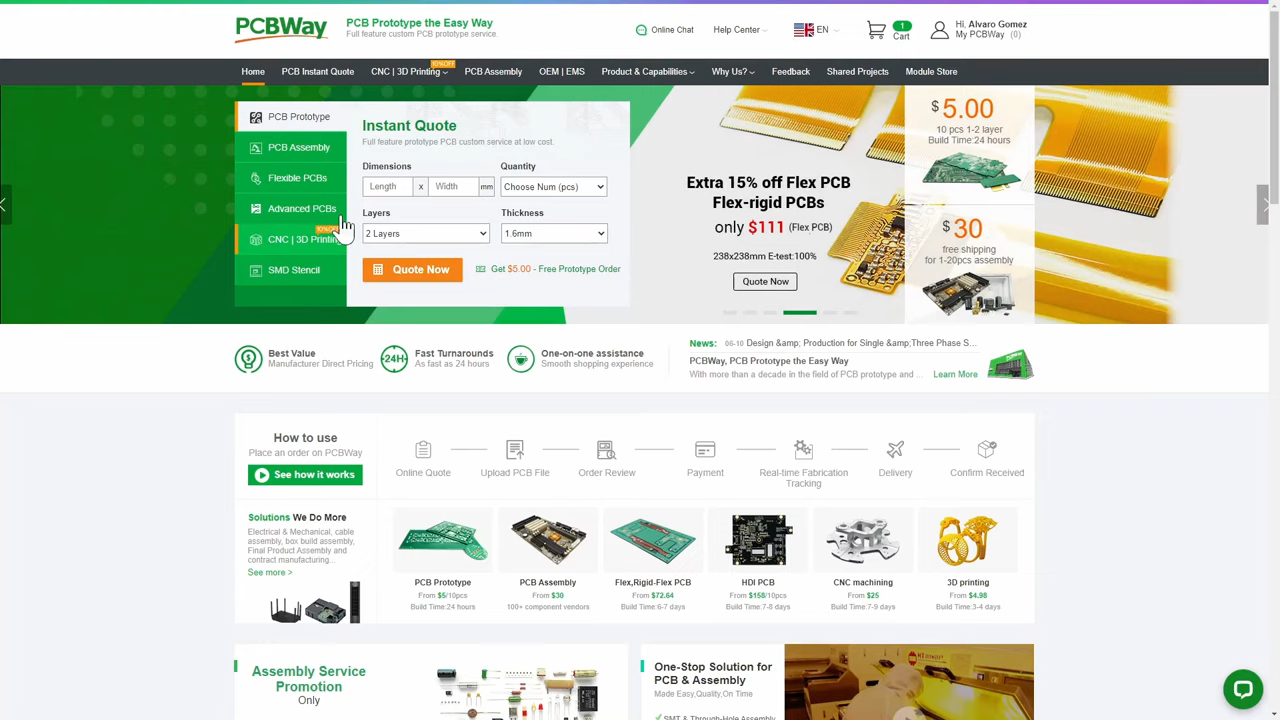 PCBWay
PCB Prototype the Easy Way
Full feature custom PCB prototype service.
Online Chat
Help Center
EN
1
Cart
Hi, Alvaro Gomez
My PCBWay (0)
10%OFF
Home
PCB Instant Quote
CNC | 3D Printing
PCB Assembly
OEM | EMS
Product & Capabilities
Why Us?
Feedback
Shared Projects
Module Store
PCB Prototype
PCB Assembly
Flexible PCBs
Advanced PCBs
CNC | 3D Printin
SMD Stencil
Instant Quote
Full feature prototype PCB custom service at low cost.
Dimensions
Quantity
Length x Width mm
Choose Num (pcs)
Layers
Thickness
2 Layers
1.6mm
Quote Now
Get $5.00 - Free Prototype Order
Extra 15% off Flex PCB
Flex-rigid PCBs
only $111 (Flex PCB)
238x238mm E-test:100%
Quote Now
$ 5.00
10 pcs 1-2 layer
Build Time:24 hours
$ 30
free shipping
for 1-20pcs assembly
Best Value
Manufacturer Direct Pricing
24H
Fast Turnarounds
As fast as 24 hours
One-on-one assistance
Smooth shopping experience
News: 06-10 Design &amp; Production for Single &amp;Three Phase S...
PCBWay, PCB Prototype the Easy Way
With more than a decade in the field of PCB prototype and ... Learn More
How to use
Place an order on PCBWay
See how it works
Online Quote
Upload PCB File
Order Review
Payment
Real-time Fabrication
Tracking
Delivery
Confirm Received
Solutions We Do More
Electrical & Mechanical, cable
assembly, box build assembly,
Final Product Assembly and
contract manufacturing...
See more >
PCB Prototype
From $5/10pcs
Build Time:24 hours
PCB Assembly
From $30
100+ component vendors
Flex,Rigid-Flex PCB
From $72.64
Build Time:6-7 days
HDI PCB
From $158/10pcs
Build Time:7-8 days
CNC machining
From $25
Build Time:7-9 days
3D printing
From $4.98
Build Time:3-4 days
Assembly Service
Promotion
Only
One-Stop Solution for
PCB & Assembly
Made Easy,Quality,On Time
SMT & Through-Hole Assembly